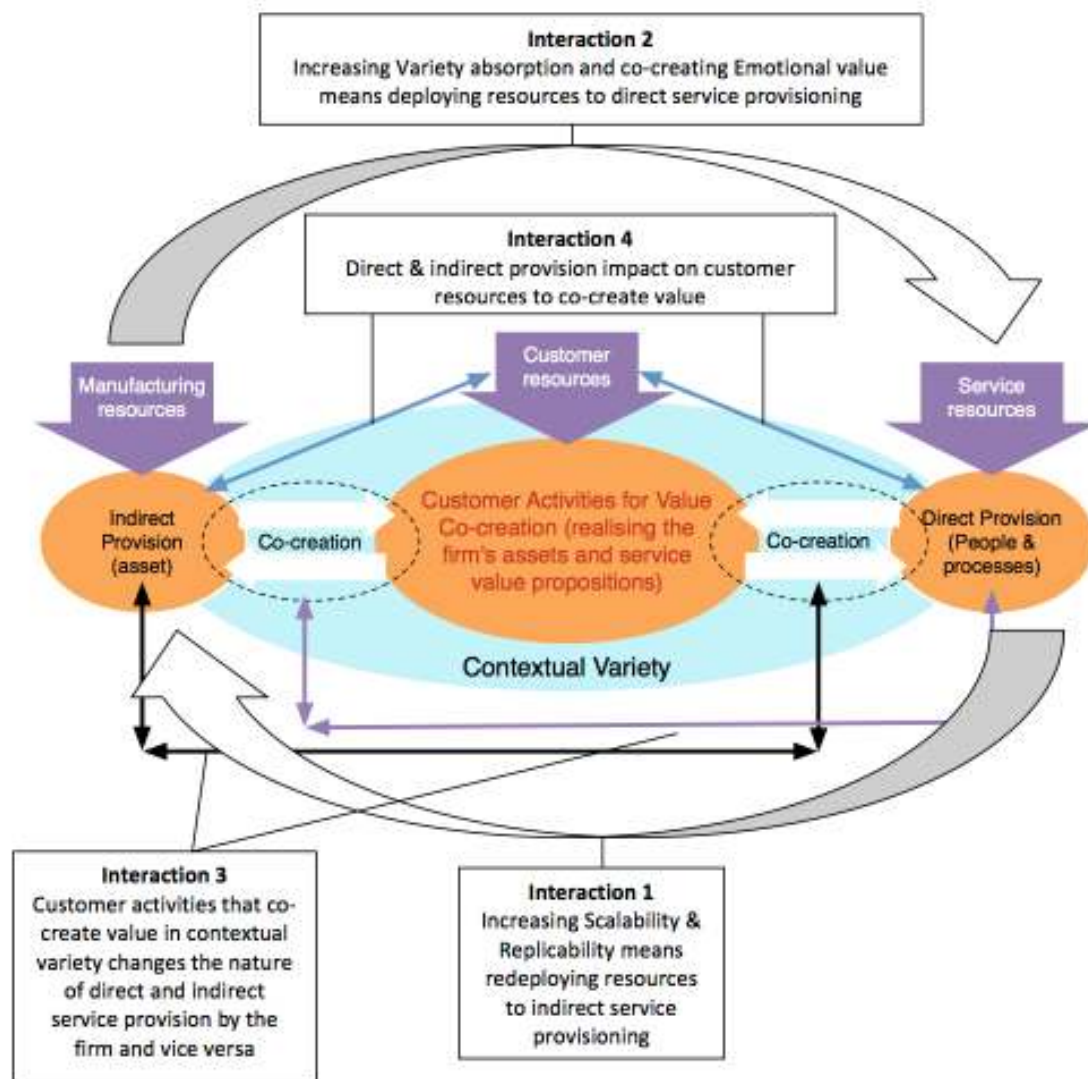 Interaction 2
Increasing Variety absorption and co-creating Emotional value
means deploying resources to direct service provisioning
Interaction 4
Direct & indirect provision impact on customer
resources to co-create value
Manufacturing
resources
Customer
resources
Service
resources
Indirect
Provision
(asset)
Co-creation
Customer Activities for Value
Co-creation (realising the
firm's assets and service
value propositions)
Co-creation
Direct Provision
(People &
processes)
Contextual Variety
Interaction 3
Customer activities that co-
create value in contextual
variety changes the nature
of direct and indirect
service provision by the
firm and vice versa
Interaction 1
Increasing Scalability &
Replicability means
redeploying resources
to indirect service
provisioning